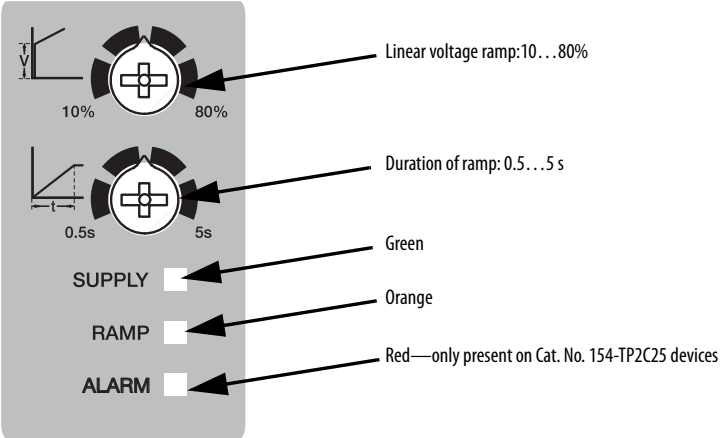 V
10%
80%
Linear voltage ramp:10...80%
t
0.5s
5s
Duration of ramp: 0.5...5 s
SUPPLY
Green
RAMP
Orange
ALARM
Red—only present on Cat. No. 154-TP2C25 devices